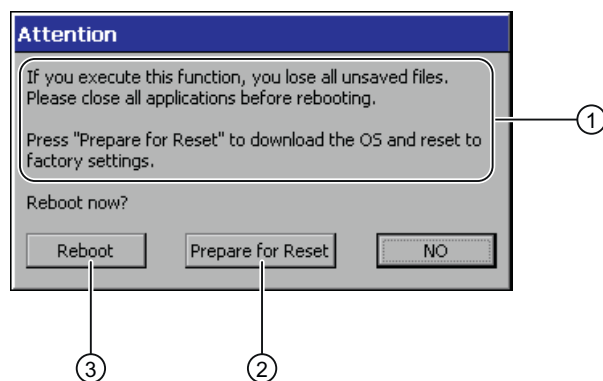 Attention
If you execute this function, you lose all unsaved files.
Please close all applications before rebooting.
Press "Prepare for Reset" to download the OS and reset to
factory settings.
1
Reboot now?
Reboot
Prepare for Reset
NO
3
2